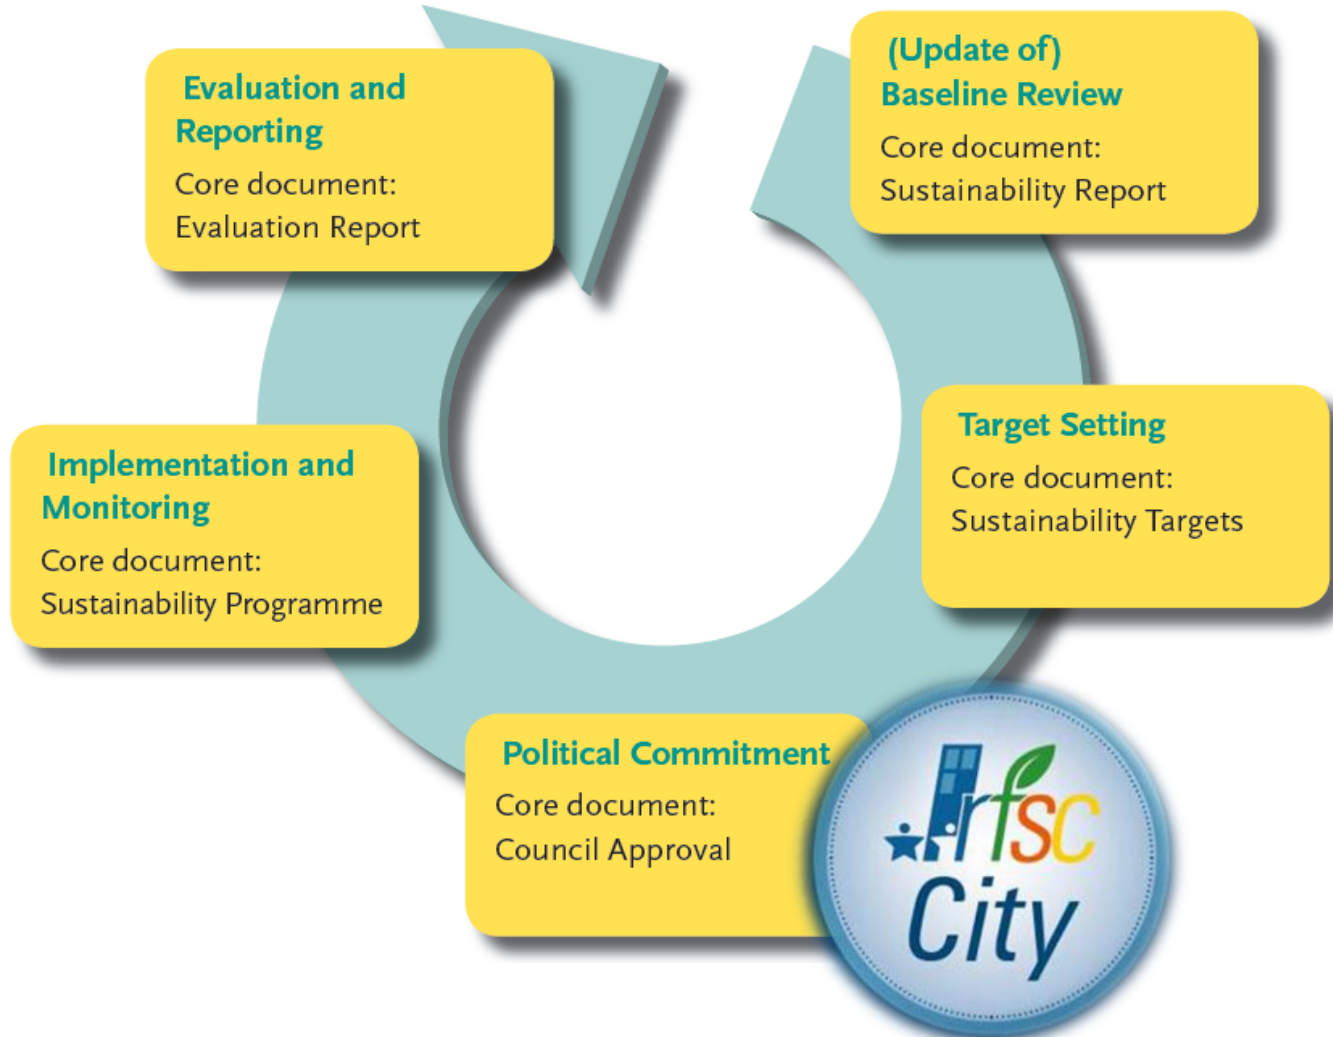 (Update of)
Baseline Review
Core document:
Sustainability Report
Target Setting
Core document:
Sustainability Targets
Political Commitment
Core document:
Council Approval
rfsc
City
Implementation and
Monitoring
Core document:
Sustainability Programme
Evaluation and
Reporting
Core document:
Evaluation Report